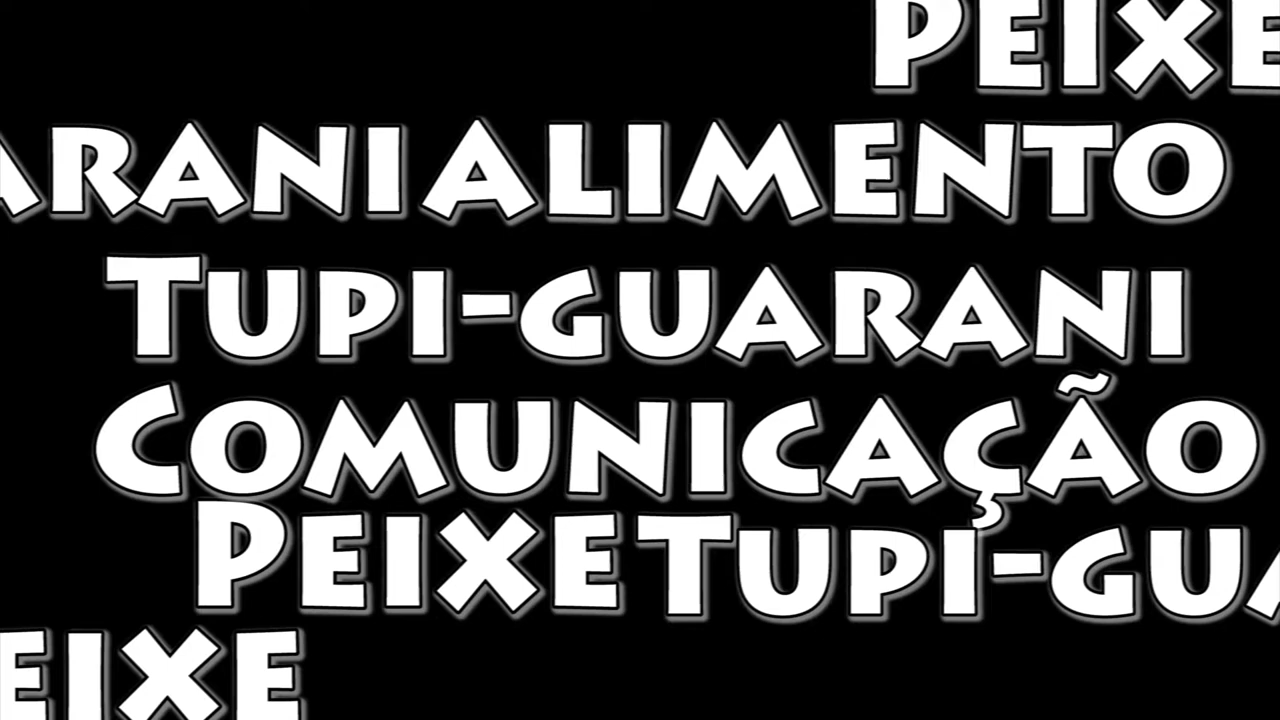 PEIXE
ARANI ALIMENTO
TUPI-GUARANI
COMUNICAÇÃO
PEIXE TUPI-GUA
EIXE